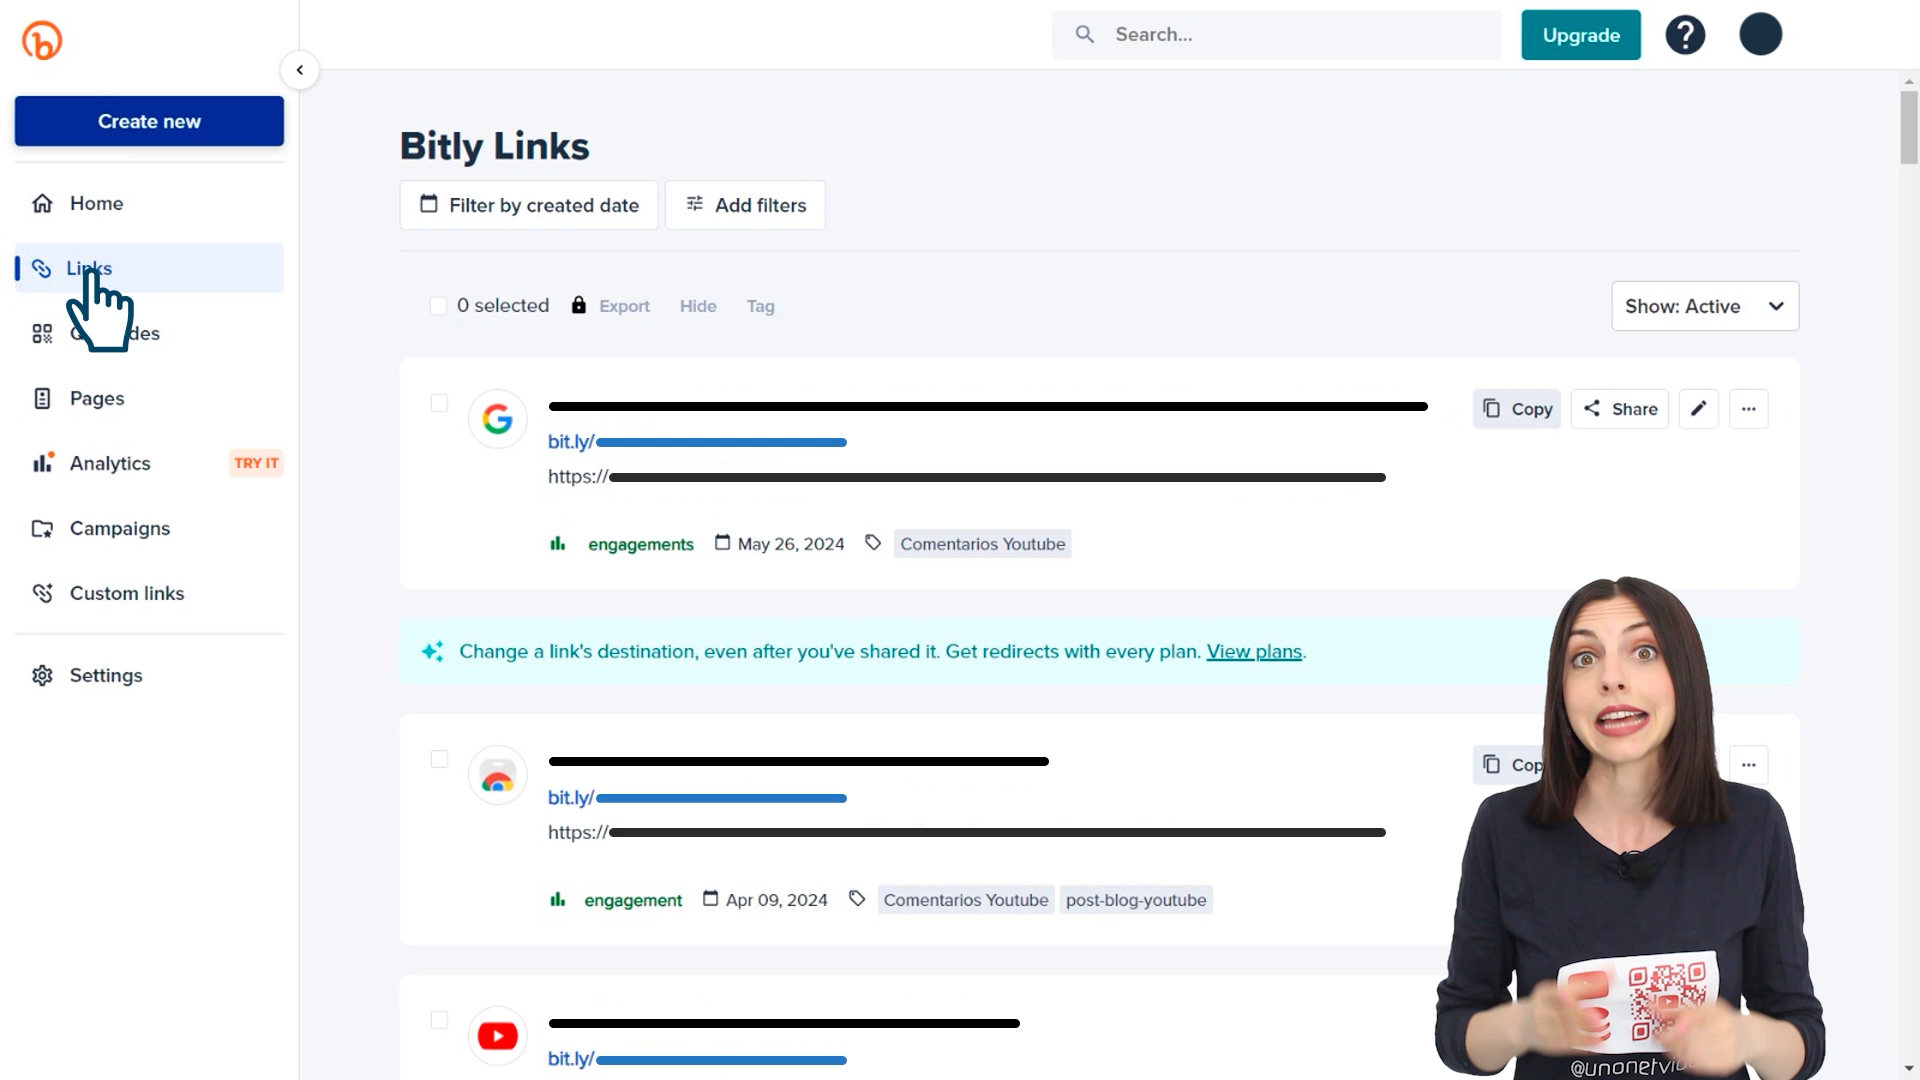 Search...
Upgrade
?
Create new
Home
Links
Pages
Analytics
TRY IT
Campaigns
Custom links
Settings
Bitly Links
Filter by created date
Add filters
0 selected
Export
Hide
Tag
Show: Active
bit.ly/
https://
Copy
Share
engagements
May 26, 2024
Comentarios Youtube
Change a link's destination, even after you've shared it. Get redirects with every plan. View plans.
bit.ly/
https://
engagement
Apr 09, 2024
Comentarios Youtube
post-blog-youtube
bit.ly/